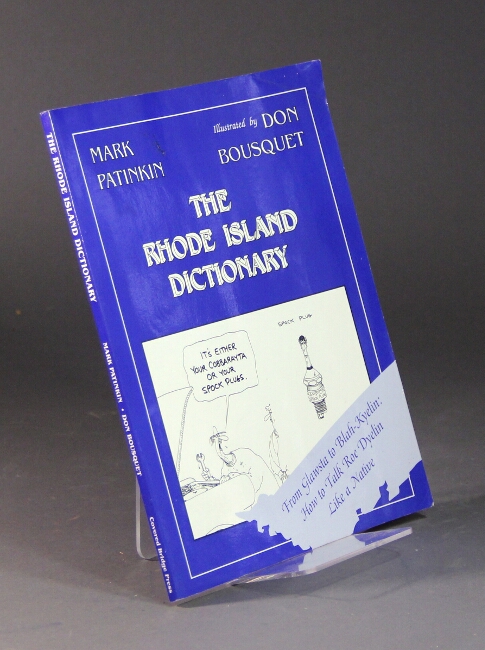 MARK
PATINKIN
Illustrated by DON
BOUSQUET
THE
RHODE ISLAND
DICTIONARY
IT'S EITHER
YOUR COBBARAYTA
OR YOUR
SPOCK PLUGS.
SPOCK PLUG
From Glawsta to Blah-Kyelin:
How to Talk Roe Dyelin
Like a Native
THE RHODE ISLAND DICTIONARY
MARK PATINKIN • DON BOUSQUET
Covered Bridge Press